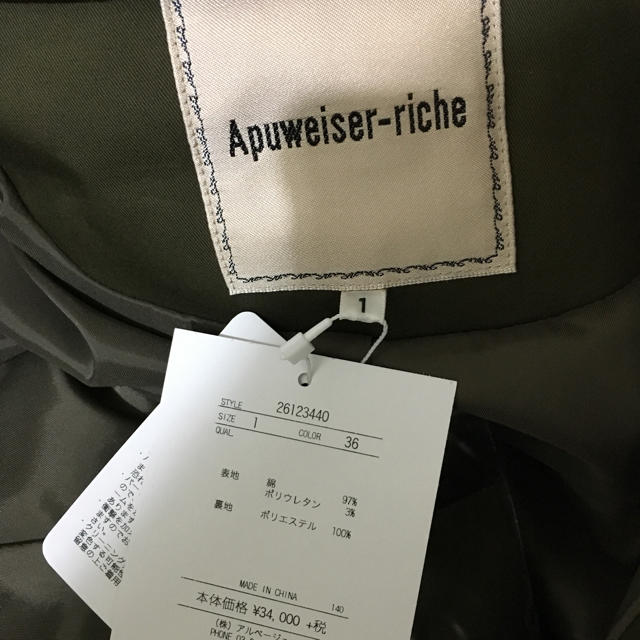 Apuweiser-riche
1
STYLE 26123440
SIZE 1 COLOR 36
QUAL
表地 綿 97%
ポリウレタン 3%
裏地 ポリエステル 100%
MADE IN CHINA 140
本体価格 ¥34,000 +税
(株) アルページュ
PHONE 03